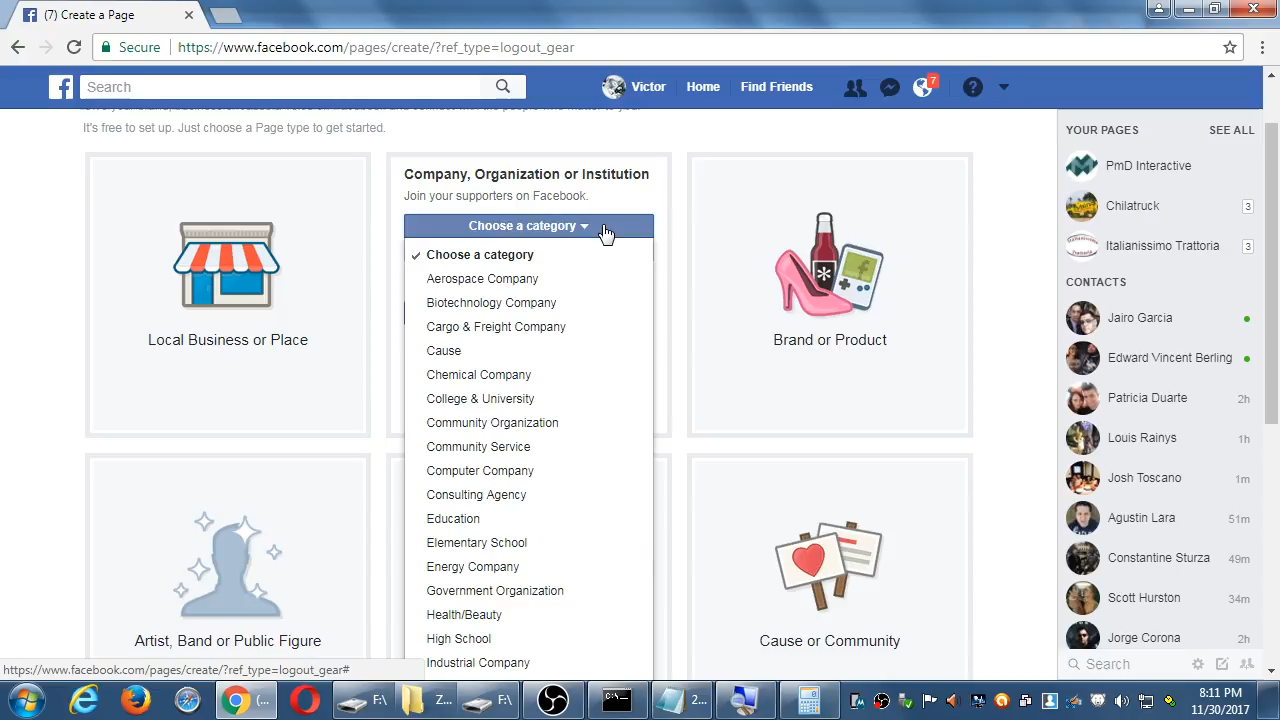 (7) Create a Page
Secure
https://www.facebook.com/pages/create/?ref_type=logout_gear
Search
Victor
Home
Find Friends
7
It's free to set up. Just choose a Page type to get started.
Local Business or Place
Company, Organization or Institution
Join your supporters on Facebook.
Choose a category
Choose a category
Aerospace Company
Biotechnology Company
Cargo & Freight Company
Cause
Chemical Company
College & University
Community Organization
Community Service
Computer Company
Consulting Agency
Education
Elementary School
Energy Company
Government Organization
Health/Beauty
High School
Industrial Company
Brand or Product
Artist, Band or Public Figure
Cause or Community
YOUR PAGES SEE ALL
PmD Interactive
Chilatruck 3
Italianissimo Trattoria 3
CONTACTS
Jairo Garcia
Edward Vincent Berling
Patricia Duarte 2h
Louis Rainys 1h
Josh Toscano 1m
Agustin Lara 51m
Constantine Sturza 49m
Scott Hurston 34m
Jorge Corona 2h
Search
https://www.facebook.com/pages/create/?ref_type=logout_gear#
(...
F:\
Z...
F:\
2...
8:11 PM
11/30/2017